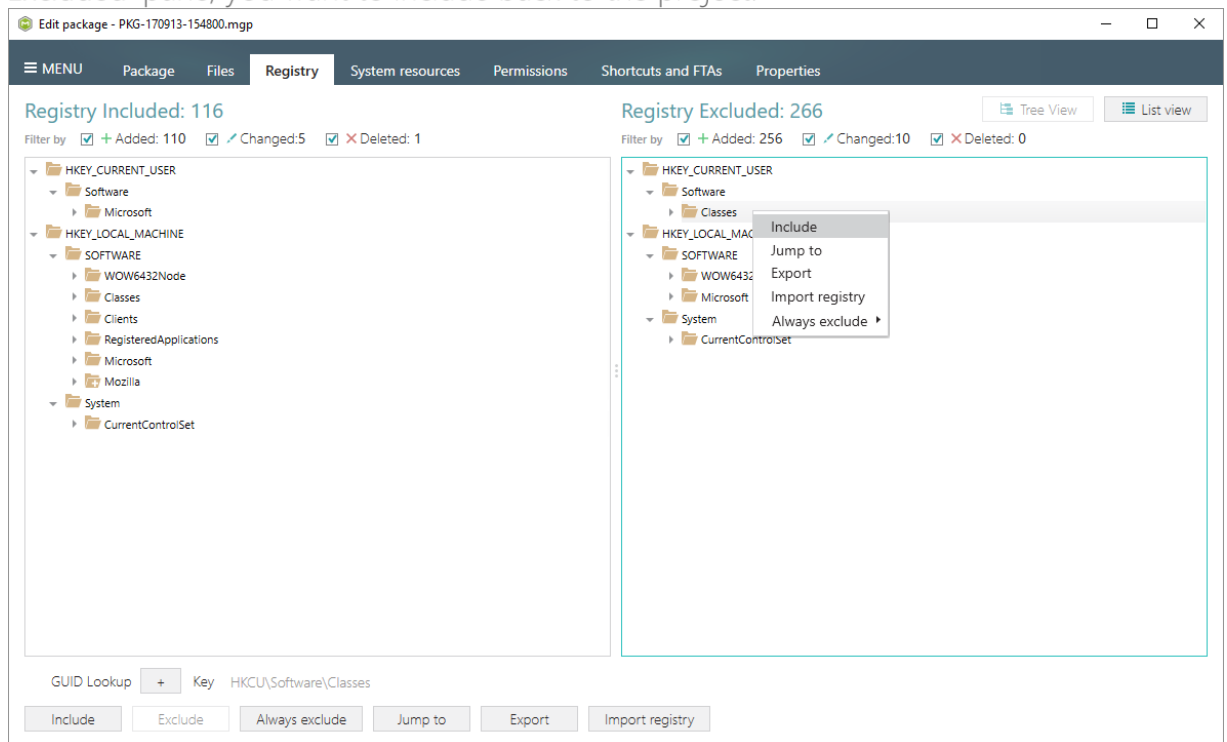 Edit package - PKG-170913-154800.mgp
MENU Package Files Registry System resources Permissions Shortcuts and FTAs Properties
Registry Included: 116
Filter by + Added: 110 Changed:5 Deleted: 1
HKEY_CURRENT_USER
Software
Microsoft
HKEY_LOCAL_MACHINE
SOFTWARE
WOW6432Node
Classes
Clients
RegisteredApplications
Microsoft
Mozilla
System
CurrentControlSet
Registry Excluded: 266
Tree View List view
Filter by + Added: 256 Changed:10 Deleted: 0
HKEY_CURRENT_USER
Software
Classes
HKEY_LOCAL_MAC
SOFTWARE
WOW6432
Microsoft
System
CurrentControlSet
Include
Jump to
Export
Import registry
Always exclude
GUID Lookup + Key HKCU\Software\Classes
Include Exclude Always exclude Jump to Export Import registry